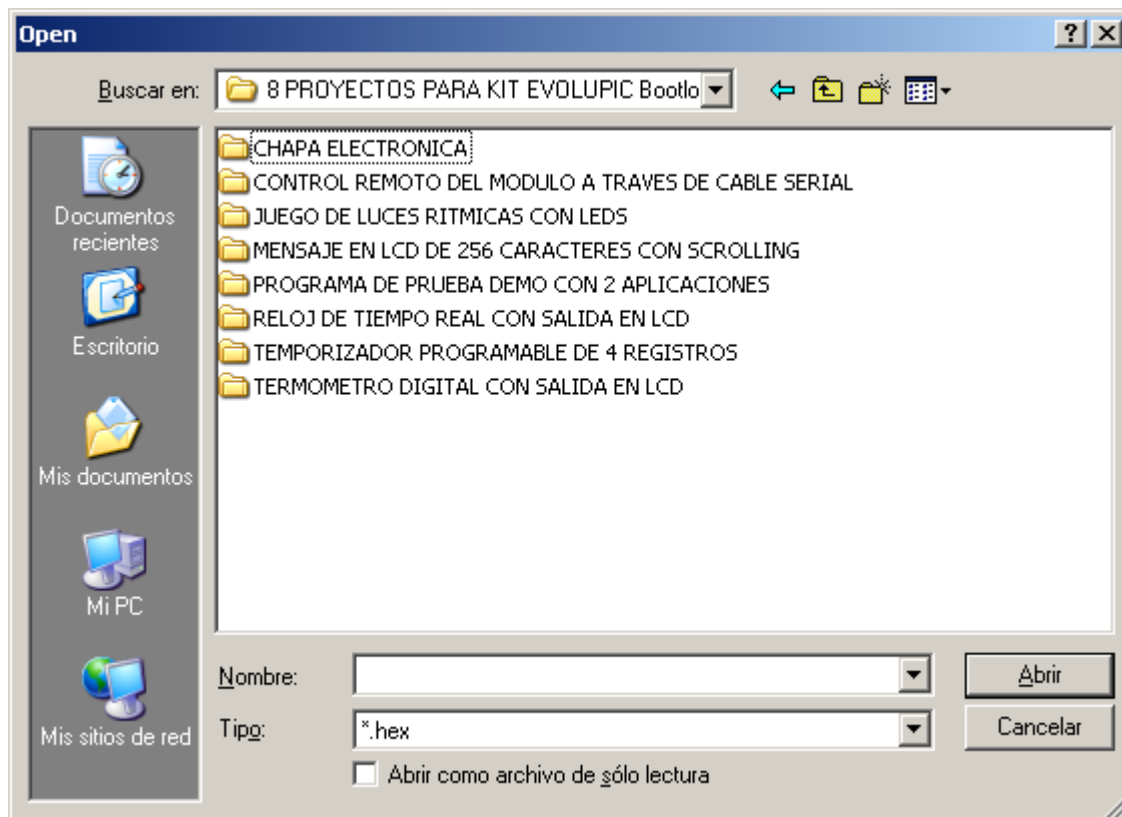 Open
Buscar en:
8 PROYECTOS PARA KIT EVOLUPIC Bootlo
Documentos
recientes
Escritorio
Mis documentos
Mi PC
Mis sitios de red
CHAPA ELECTRONICA
CONTROL REMOTO DEL MODULO A TRAVES DE CABLE SERIAL
JUEGO DE LUCES RITMICAS CON LEDS
MENSAJE EN LCD DE 256 CARACTERES CON SCROLLING
PROGRAMA DE PRUEBA DEMO CON 2 APLICACIONES
RELOJ DE TIEMPO REAL CON SALIDA EN LCD
TEMPORIZADOR PROGRAMABLE DE 4 REGISTROS
TERMOMETRO DIGITAL CON SALIDA EN LCD
Nombre:
Abrir
Tipo:
*.hex
Cancelar
Abrir como archivo de sólo lectura